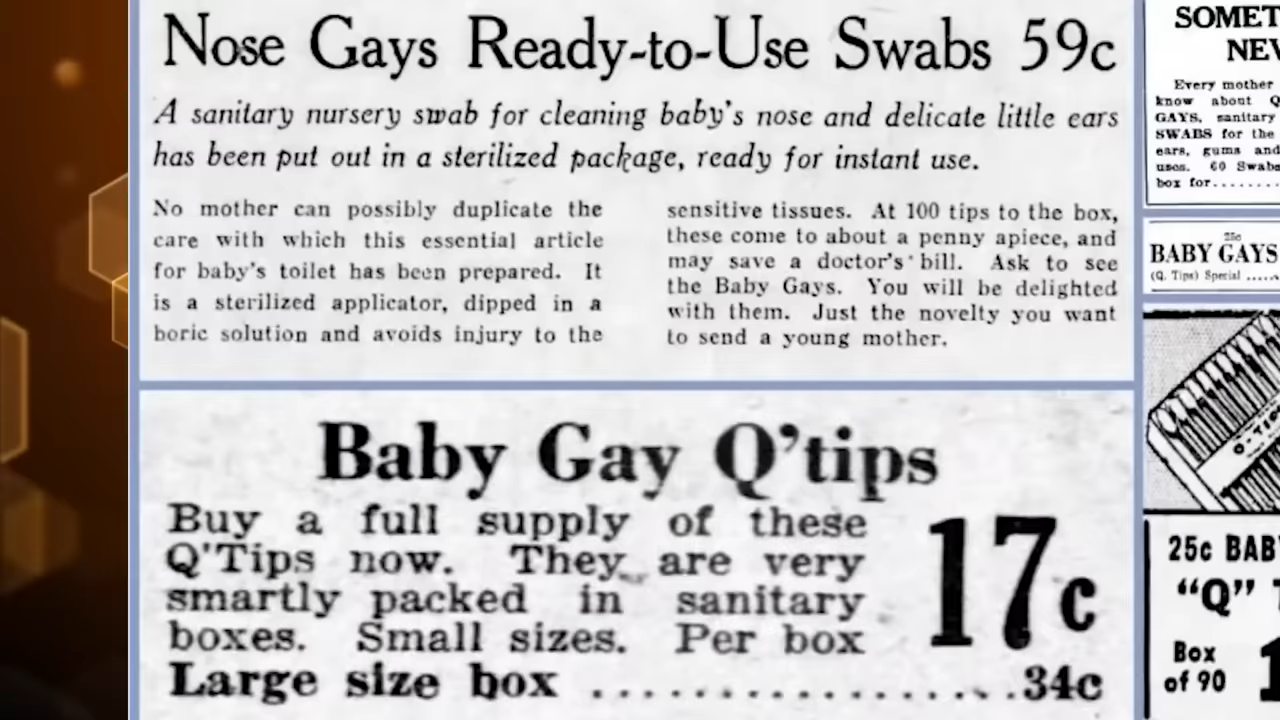 Nose Gays Ready-to-Use Swabs 59c
A sanitary nursery swab for cleaning baby's nose and delicate little ears
has been put out in a sterilized package, ready for instant use.
No mother can possibly duplicate the
care with which this essential article
for baby's toilet has been prepared. It
is a sterilized applicator, dipped in a
boric solution and avoids injury to the
sensitive tissues. At 100 tips to the box,
these come to about a penny apiece, and
may save a doctor's bill. Ask to see
the Baby Gays. You will be delighted
with them. Just the novelty you want
to send a young mother.
Baby Gay Q'tips
Buy a full supply of these
Q'Tips now. They are very
smartly packed in sanitary
boxes. Small sizes. Per box
17c
Large size box ..................34c
SOMET
NEV
Every mother
know about Q
GAYS, sanitary
SWABS for the
ears, gums and
uses. 60 Swabs
box for........
25c
BABY GAYS
(Q. Tips) Special .....
25c BAB
"Q" T
Box
of 90
1